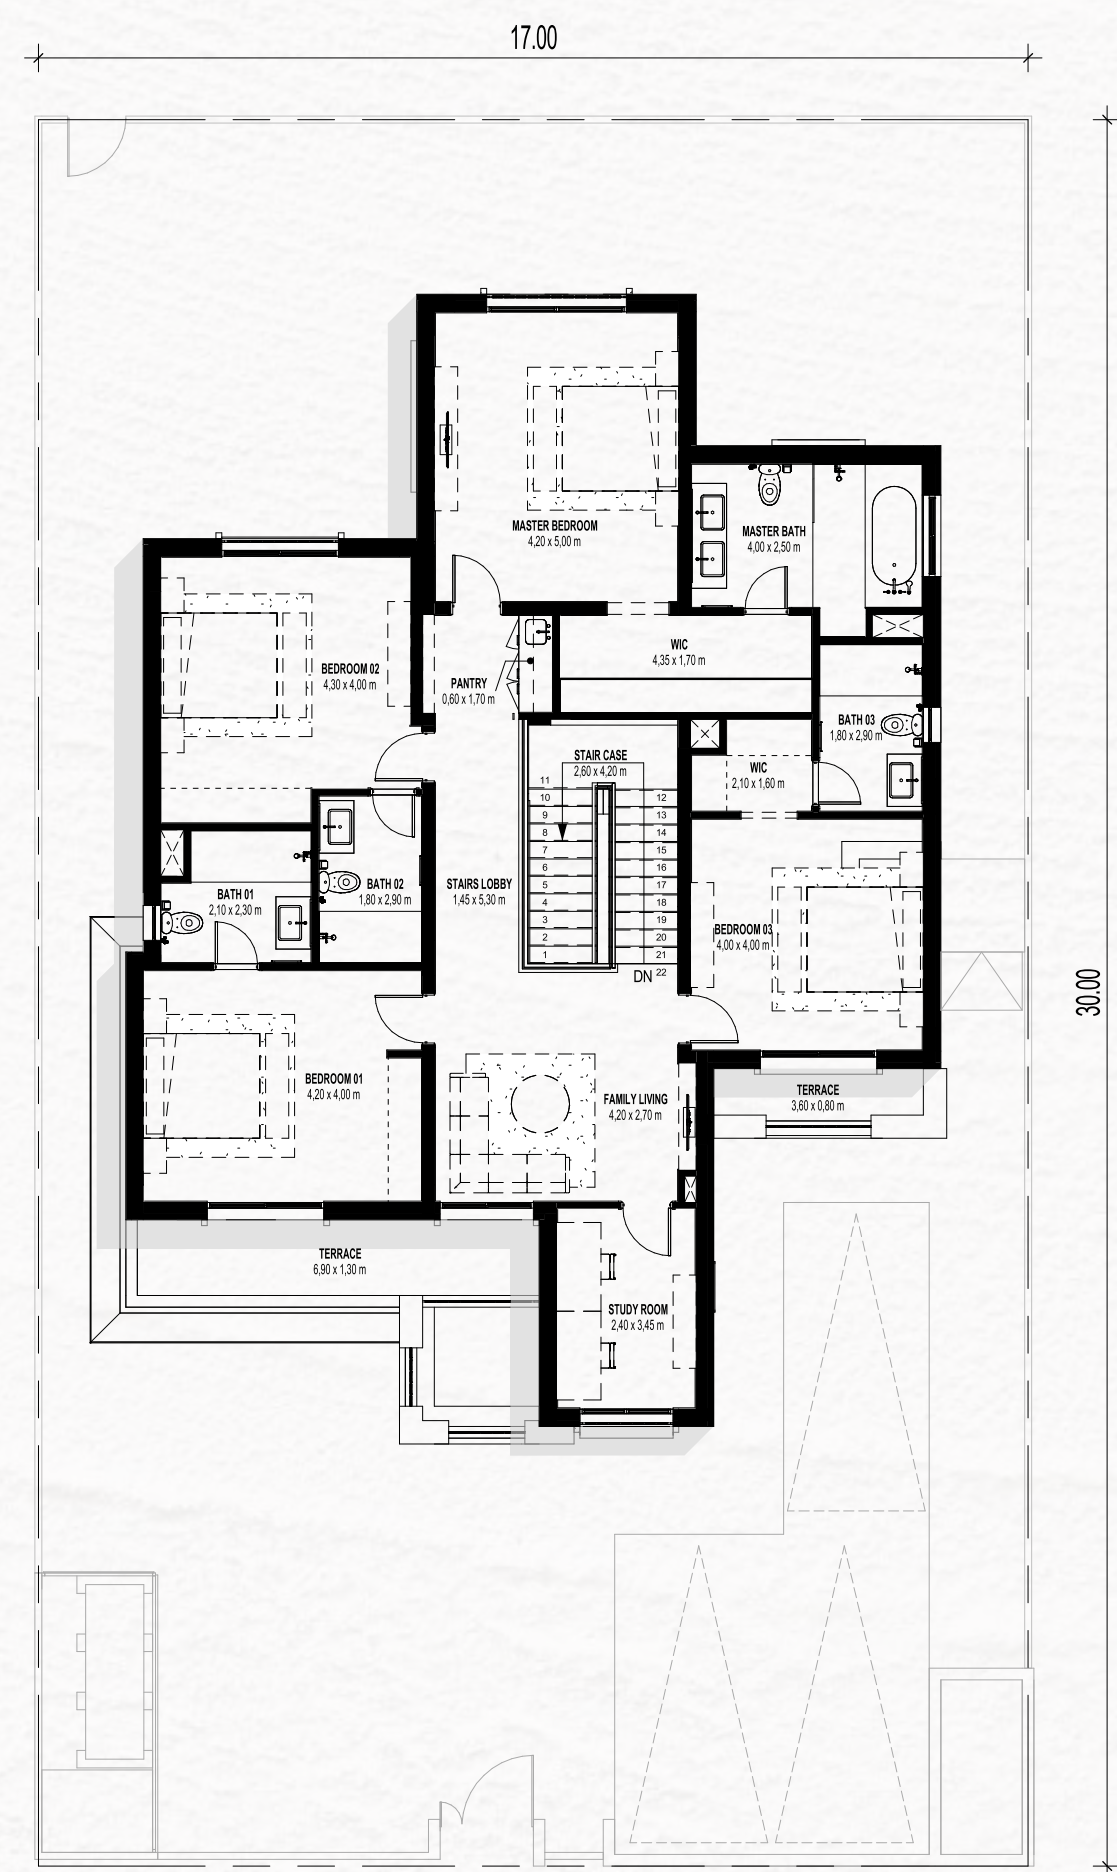 17.00
MASTER BEDROOM
4,20 x 5,00 m
MASTER BATH
4,00 x 2,50 m
BEDROOM 02
4,30 x 4,00 m
WIC
4,35 x 1,70 m
PANTRY
0,60 x 1,70 m
BATH 03
1,80 x 2,90 m
STAIR CASE
2,60 x 4,20 m
WIC
2,10 x 1,60 m
11
10
9
8
7
6
5
4
3
2
1
12
13
14
15
16
17
18
19
20
21
22
DN
STAIRS LOBBY
1,45 x 5,30 m
BATH 01
2,10 x 2,30 m
BATH 02
1,80 x 2,90 m
BEDROOM 03
4,00 x 4,00 m
30.00
BEDROOM 01
4,20 x 4,00 m
FAMILY LIVING
4,20 x 2,70 m
TERRACE
3,60 x 0,80 m
TERRACE
6,90 x 1,30 m
STUDY ROOM
2,40 x 3,45 m